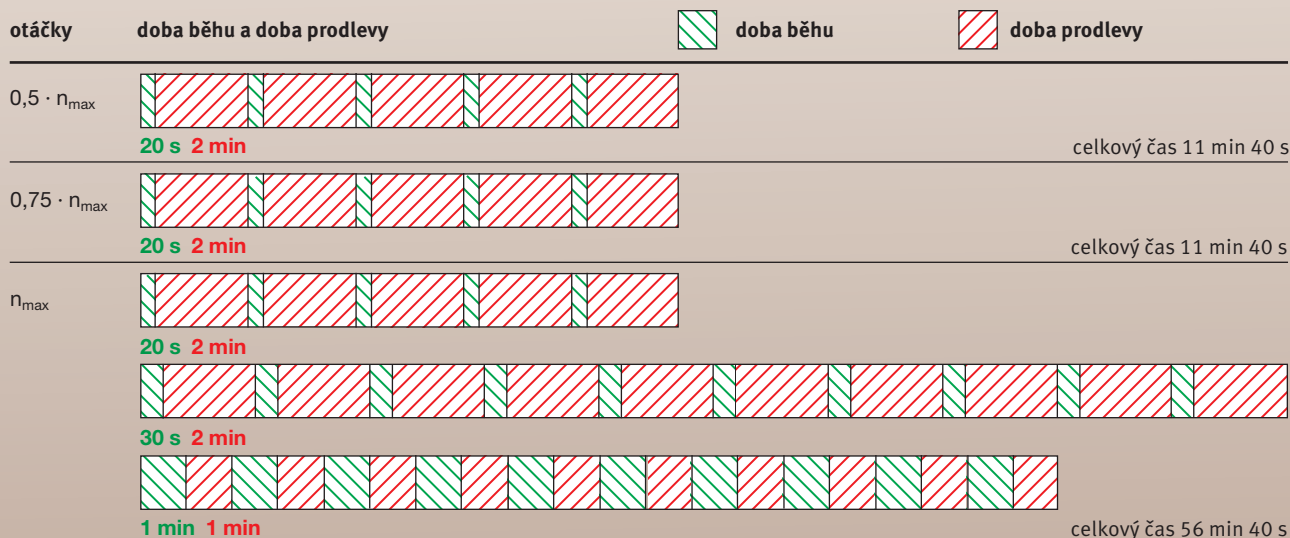 otáčky doba běhu a doba prodlevy doba běhu doba prodlevy
0,5 · nmax
20 s 2 min celkový čas 11 min 40 s
0,75 · nmax
20 s 2 min celkový čas 11 min 40 s
nmax
20 s 2 min
30 s 2 min
1 min 1 min celkový čas 56 min 40 s